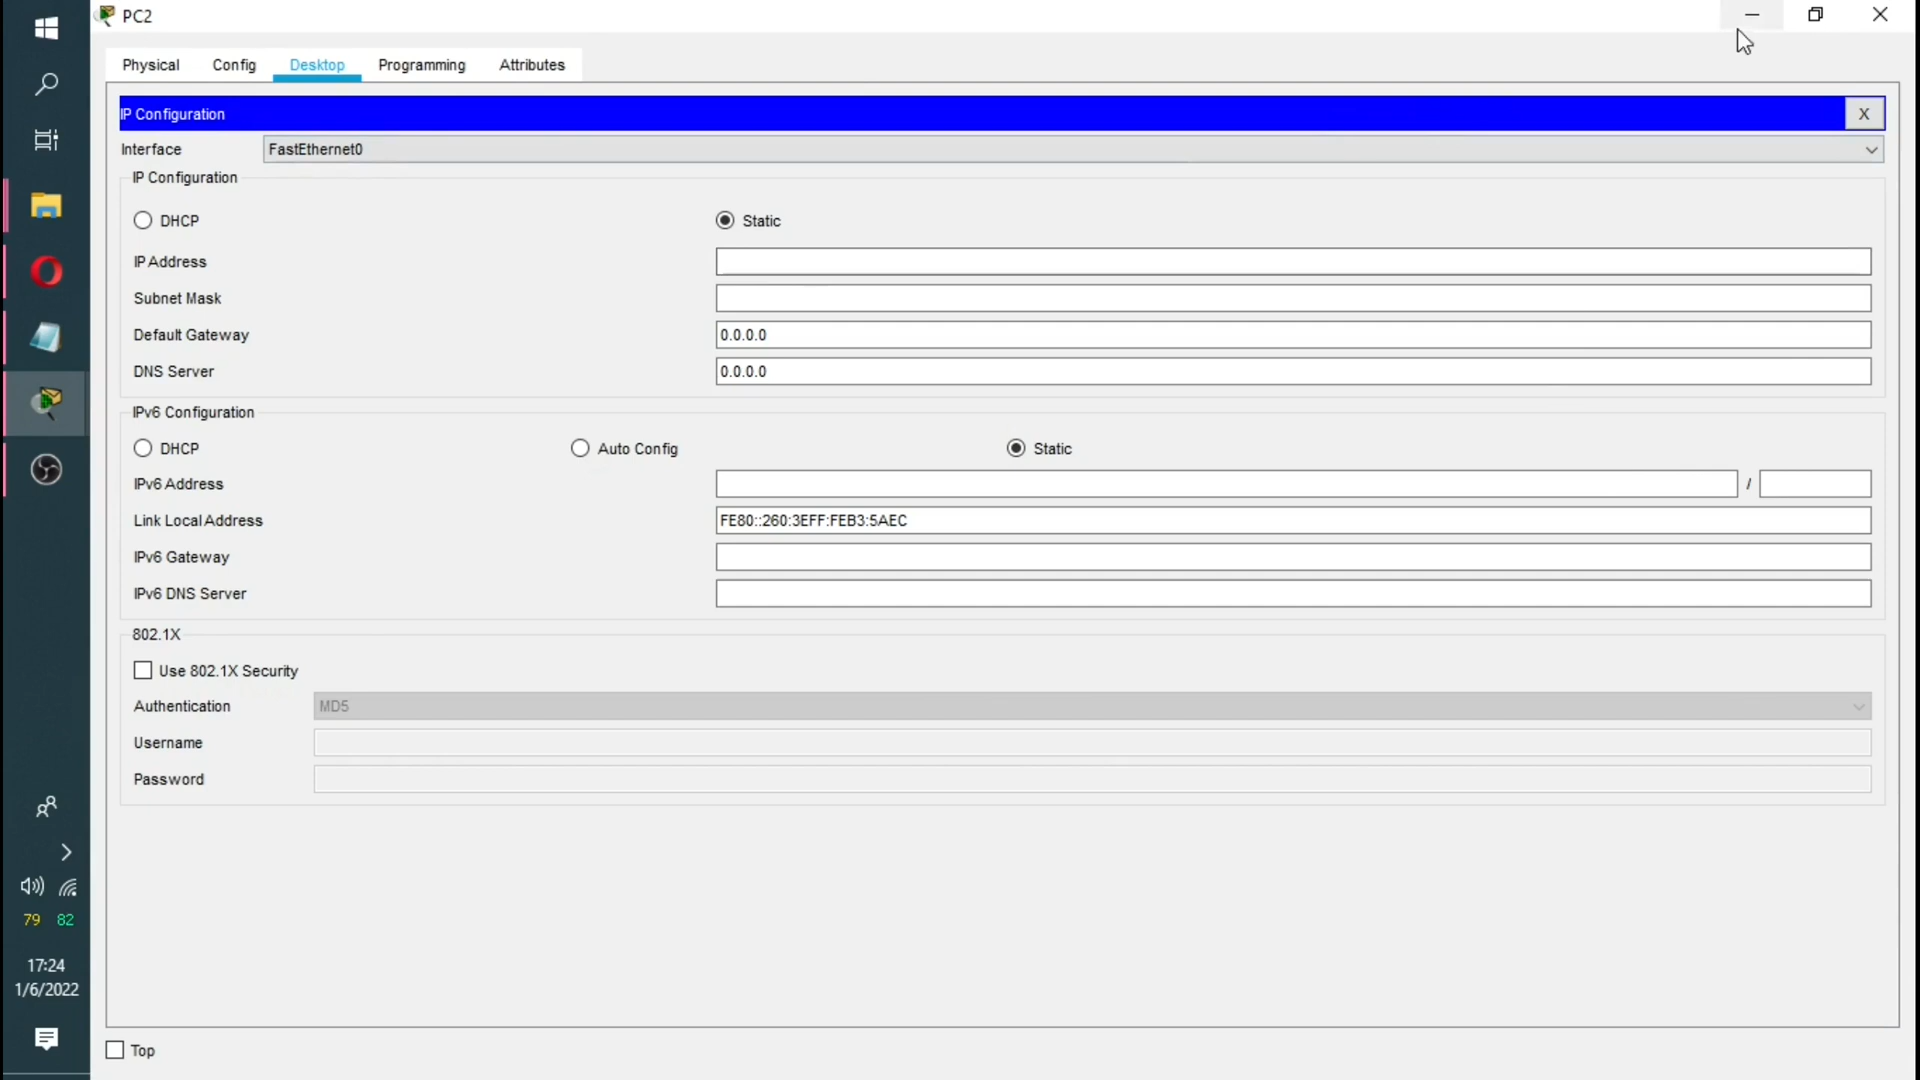 PC2
Physical Config Desktop Programming Attributes
IP Configuration X
Interface FastEthernet0
IP Configuration
DHCP Static
IP Address
Subnet Mask
Default Gateway 0.0.0.0
DNS Server 0.0.0.0
IPv6 Configuration
DHCP Auto Config Static
IPv6 Address /
Link Local Address FE80::260:3EFF:FEB3:5AEC
IPv6 Gateway
IPv6 DNS Server
802.1X
Use 802.1X Security
Authentication MD5
Username
Password
79 82
17:24
1/6/2022
Top